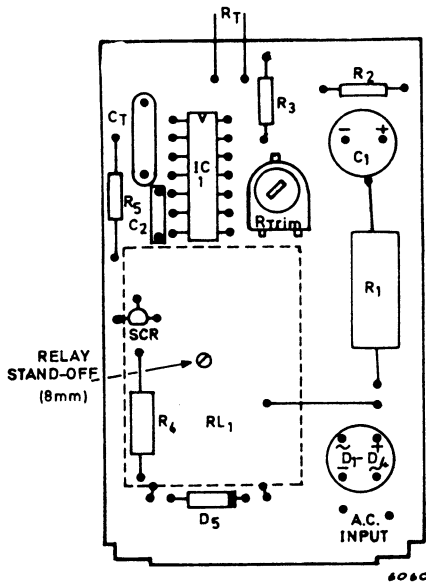 RT
R2
R3
CT
C1
IC
1
R5
C2
RTrim
R1
SCR
RELAY
STAND-OFF
(8mm)
R4
RL1
D1-D4
D5
A.C.
INPUT
6060